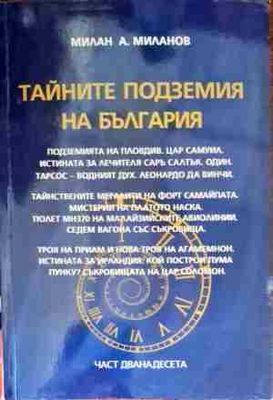 МИЛАН А. МИЛАНОВ
ТАЙНИТЕ ПОДЗЕМИЯ
НА БЪЛГАРИЯ
ПОДЗЕМИЯТА НА ПЛОВДИВ. ЦАР САМУИЛ.
ИСТИНАТА ЗА ЛЕЧИТЕЛЯ САРЪ САЛТЪК. ОДИН.
ТАРСОС – ВОДНИЯТ ДУХ. ЛЕОНАРДО ДА ВИНЧИ.
ТАЙНСТВЕНИТЕ МЕГАЛИТИ НА ФОРТ САМАЙПАТА.
МИСТЕРИЯ НА ПЛАТОТО НАСКА.
ПОЛЕТ МН370 НА МАЛАЙЗИЙСКИТЕ АВИОЛИНИИ.
СЕДЕМ ВАГОНА СЪС СЪКРОВИЩА.
ТРОЯ НА ПРИАМ И НОВА ТРОЯ НА АГАМЕМНОН.
ИСТИНАТА ЗА ИРЛАНДИЯ. КОЙ ПОСТРОИ ПУМА
ПУНКУ? СЪКРОВИЩАТА НА ЦАР СОЛОМОН.
ЧАСТ ДВАНАДЕСЕТА